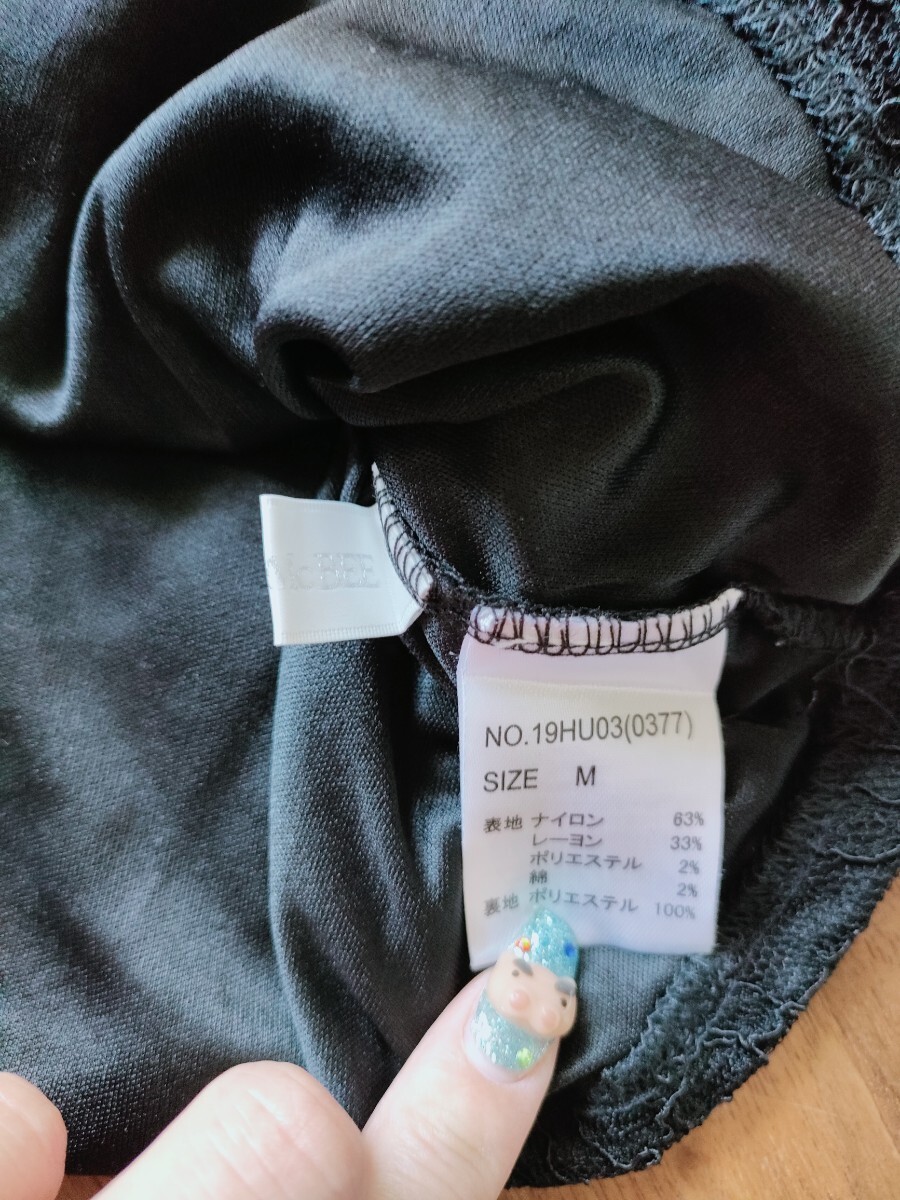 BEE
NO.19HU03(0377)
SIZE M
表地 ナイロン 63%
レーヨン 33%
ポリエステル 2%
綿 2%
裏地 ポリエステル 100%